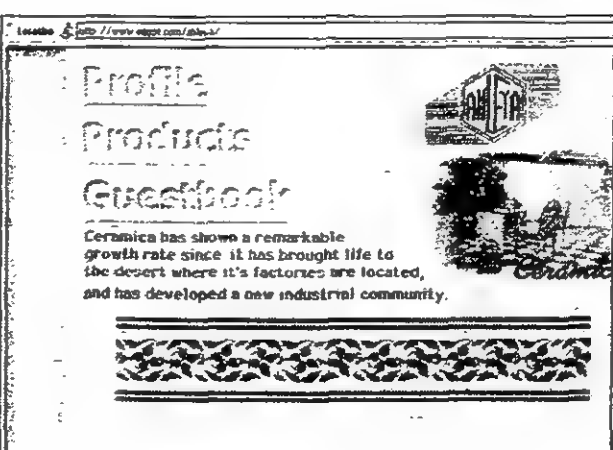 Profile
Products
Guestbook
Ceramica has shown a remarkable
growth rate since it has brought life to
the desert where it's factories are located,
and has developed a new industrial community.